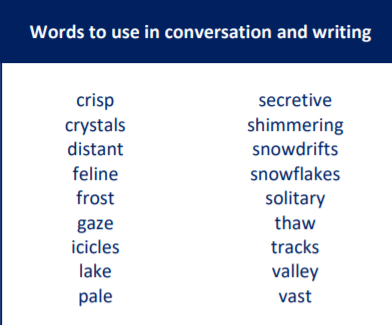 Words to use in conversation and writing
crisp
crystals
distant
feline
frost
gaze
icicles
lake
pale
secretive
shimmering
snowdrifts
snowflakes
solitary
thaw
tracks
valley
vast